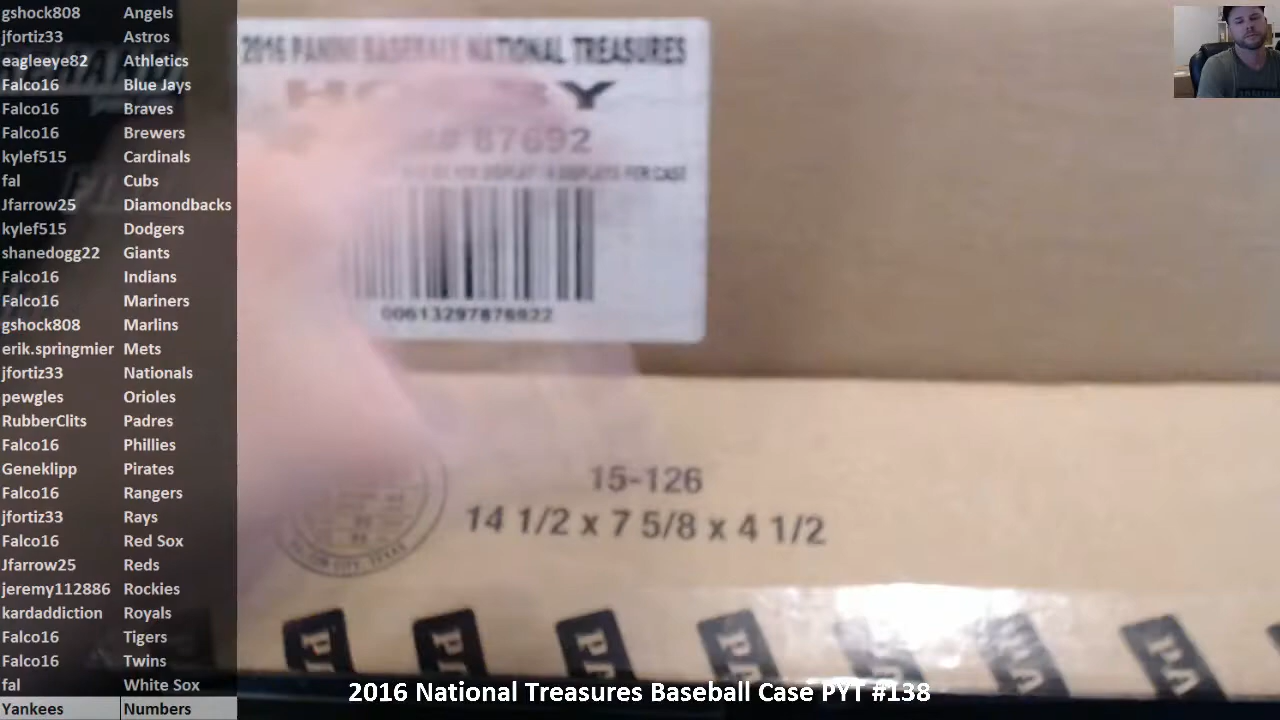 gshock808 Angels
jfortiz33 Astros
eagleeye82 Athletics
Falco16 Blue Jays
Falco16 Braves
Falco16 Brewers
kylef515 Cardinals
fal Cubs
Jfarrow25 Diamondbacks
kylef515 Dodgers
shanedogg22 Giants
Falco16 Indians
Falco16 Mariners
gshock808 Marlins
erik.springmier Mets
jfortiz33 Nationals
pewgles Orioles
RubberClits Padres
Falco16 Phillies
Geneklipp Pirates
Falco16 Rangers
jfortiz33 Rays
Falco16 Red Sox
Jfarrow25 Reds
jeremy112886 Rockies
kardaddiction Royals
Falco16 Tigers
Falco16 Twins
fal White Sox
Yankees Numbers
2016 PANINI BASEBALL NATIONAL TREASURES
87692
PER CASE
00613297876922
15-126
14 1/2 x 7 5/8 x 4 1/2
2016 National Treasures Baseball Case PYT #138